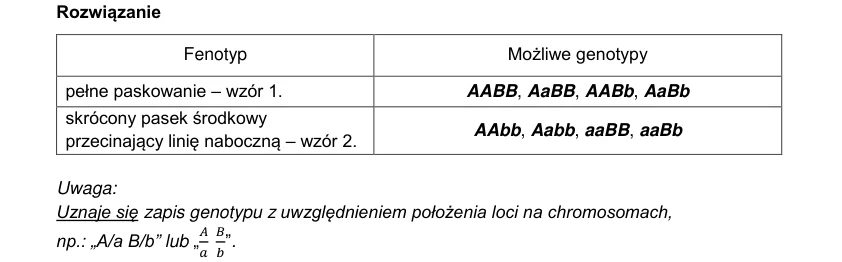 Rozwiązanie
Fenotyp
Możliwe genotypy
pełne paskowanie – wzór 1.
AABB, AaBB, AABb, AaBb
skrócony pasek środkowy
przecinający linię naboczną – wzór 2.
AAbb, Aabb, aaBB, aaBb
Uwaga:
Uznaje się zapis genotypu z uwzględnieniem położenia loci na chromosomach,
np.: „A/a B/b” lub „A/a B/b”.